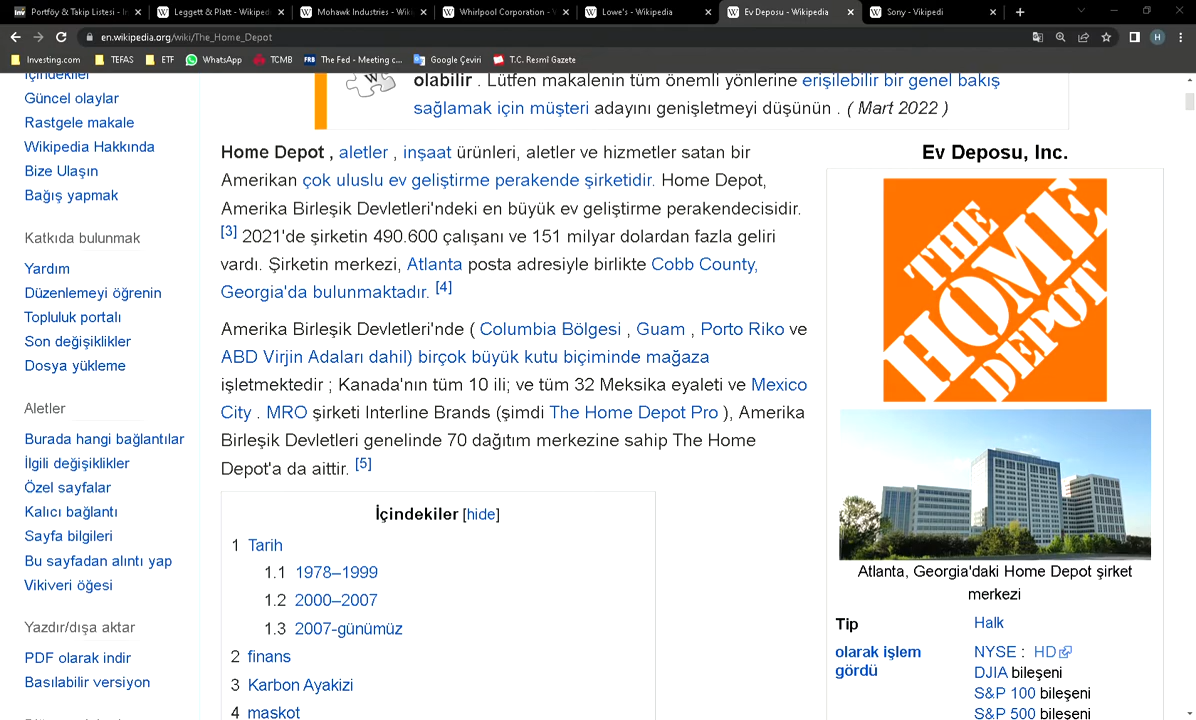 Portföy & Takip Listesi - In
Leggett & Platt - Wikiped
Mohawk Industries - Wiki
Whirlpool Corporation - V
Lowe's - Wikipedia
Ev Deposu - Wikipedia
Sony - Vikipedi
en.wikipedia.org/wiki/The_Home_Depot
Investing.com
TEFAS
ETF
WhatsApp
TCMB
The Fed - Meeting c...
Google Çeviri
T.C. Resmî Gazete
İçindekiler
Güncel olaylar
Rastgele makale
Wikipedia Hakkında
Bize Ulaşın
Bağış yapmak
Katkıda bulunmak
Yardım
Düzenlemeyi öğrenin
Topluluk portalı
Son değişiklikler
Dosya yükleme
Aletler
Burada hangi bağlantılar
İlgili değişiklikler
Özel sayfalar
Kalıcı bağlantı
Sayfa bilgileri
Bu sayfadan alıntı yap
Vikiveri öğesi
Yazdır/dışa aktar
PDF olarak indir
Basılabilir versiyon
olabilir . Lütfen makalenin tüm önemli yönlerine erişilebilir bir genel bakış
sağlamak için müşteri adayını genişletmeyi düşünün . ( Mart 2022 )
Home Depot , aletler , inşaat ürünleri, aletler ve hizmetler satan bir
Amerikan çok uluslu ev geliştirme perakende şirketidir. Home Depot,
Amerika Birleşik Devletleri'ndeki en büyük ev geliştirme perakendecisidir.
[3] 2021'de şirketin 490.600 çalışanı ve 151 milyar dolardan fazla geliri
vardı. Şirketin merkezi, Atlanta posta adresiyle birlikte Cobb County,
Georgia'da bulunmaktadır. [4]
Amerika Birleşik Devletleri'nde ( Columbia Bölgesi , Guam , Porto Riko ve
ABD Virjin Adaları dahil) birçok büyük kutu biçiminde mağaza
işletmektedir ; Kanada'nın tüm 10 ili; ve tüm 32 Meksika eyaleti ve Mexico
City . MRO şirketi Interline Brands (şimdi The Home Depot Pro ), Amerika
Birleşik Devletleri genelinde 70 dağıtım merkezine sahip The Home
Depot'a da aittir. [5]
İçindekiler [hide]
1 Tarih
1.1 1978–1999
1.2 2000–2007
1.3 2007-günümüz
2 finans
3 Karbon Ayakizi
4 maskot
Ev Deposu, Inc.
THE
HOME
DEPOT
Atlanta, Georgia'daki Home Depot şirket
merkezi
Tip Halk
olarak işlem NYSE : HD
gördü DJIA bileşeni
S&P 100 bileşeni
S&P 500 bileşeni